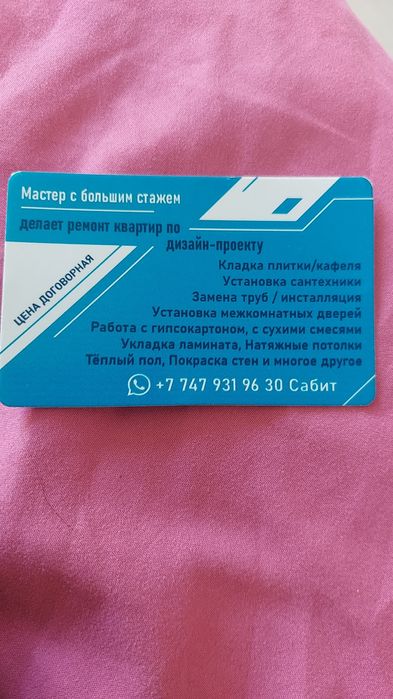 Мастер с большим стажем
делает ремонт квартир по
дизайн-проекту
ЦЕНА ДОГОВОРНАЯ
Кладка плитки/кафеля
Установка сантехники
Замена труб / инсталляция
Установка межкомнатных дверей
Работа с гипсокартоном, с сухими смесями
Укладка ламината, Натяжные потолки
Тёплый пол, Покраска стен и многое другое
+7 747 931 96 30 Сабит